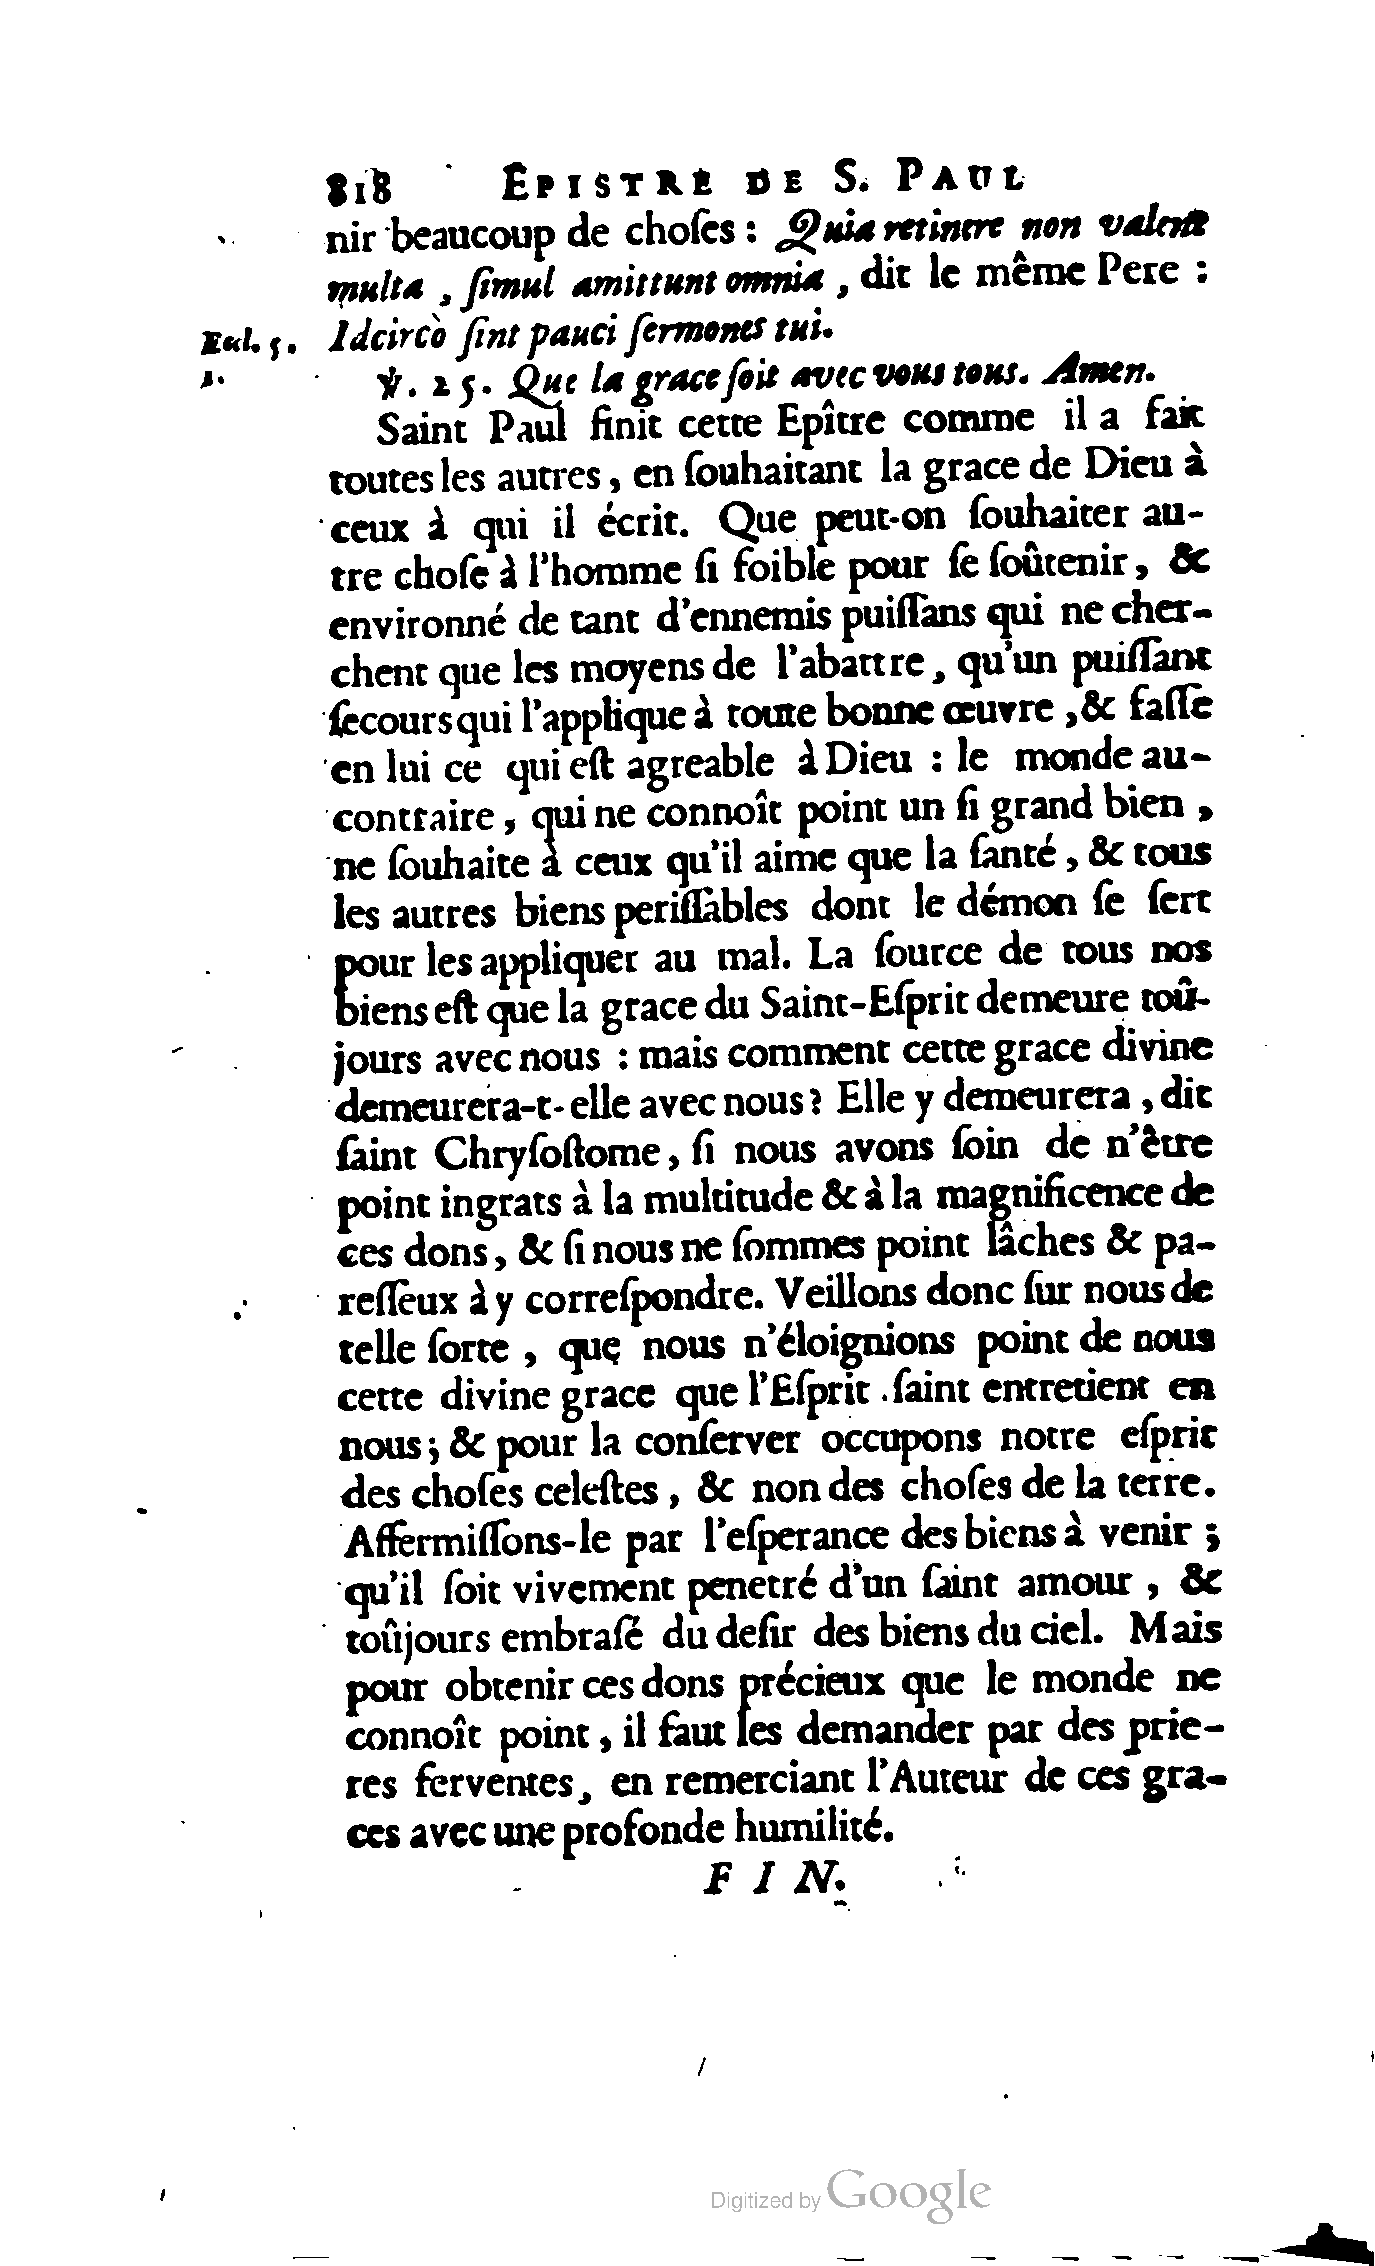 818 EPISTRE DE S. PAUL
nir beaucoup de choſes : Quia retinere non valent
multa , ſimul amittunt omnia , dit le même Pere :
Eccl. 5. Idcircò ſint pauci ſermones tui.
1. ℣. 25. Que la grace ſoit avec vous tous. Amen.
Saint Paul finit cette Epître comme il a fait
toutes les autres , en ſouhaitant la grace de Dieu à
ceux à qui il écrit. Que peut-on ſouhaiter au-
tre choſe à l'homme ſi foible pour ſe ſoûtenir , &
environné de tant d'ennemis puiſſans qui ne cher-
chent que les moyens de l'abattre , qu'un puiſſant
ſecours qui l'applique à toute bonne œuvre , & faſſe
en lui ce qui eſt agreable à Dieu : le monde au-
contraire , qui ne connoît point un ſi grand bien ,
ne ſouhaite à ceux qu'il aime que la ſanté , & tous
les autres biens periſſables dont le démon ſe ſert
pour les appliquer au mal. La ſource de tous nos
biens eſt que la grace du Saint-Eſprit demeure toû-
jours avec nous : mais comment cette grace divine
demeurera-t-elle avec nous ? Elle y demeurera , dit
ſaint Chryſoſtome , ſi nous avons ſoin de n'être
point ingrats à la multitude & à la magnificence de
ces dons , & ſi nous ne ſommes point lâches & pa-
reſſeux à y correſpondre. Veillons donc ſur nous de
telle ſorte , que nous n'éloignions point de nous
cette divine grace que l'Eſprit ſaint entretient en
nous ; & pour la conſerver occupons notre eſprit
des choſes celeſtes , & non des choſes de la terre.
Affermiſſons-le par l'eſperance des biens à venir ;
qu'il ſoit vivement penetré d'un ſaint amour , &
toûjours embraſé du deſir des biens du ciel. Mais
pour obtenir ces dons précieux que le monde ne
connoît point , il faut les demander par des prie-
res ferventes , en remerciant l'Auteur de ces gra-
ces avec une profonde humilité.
F I N.
Digitized by Google